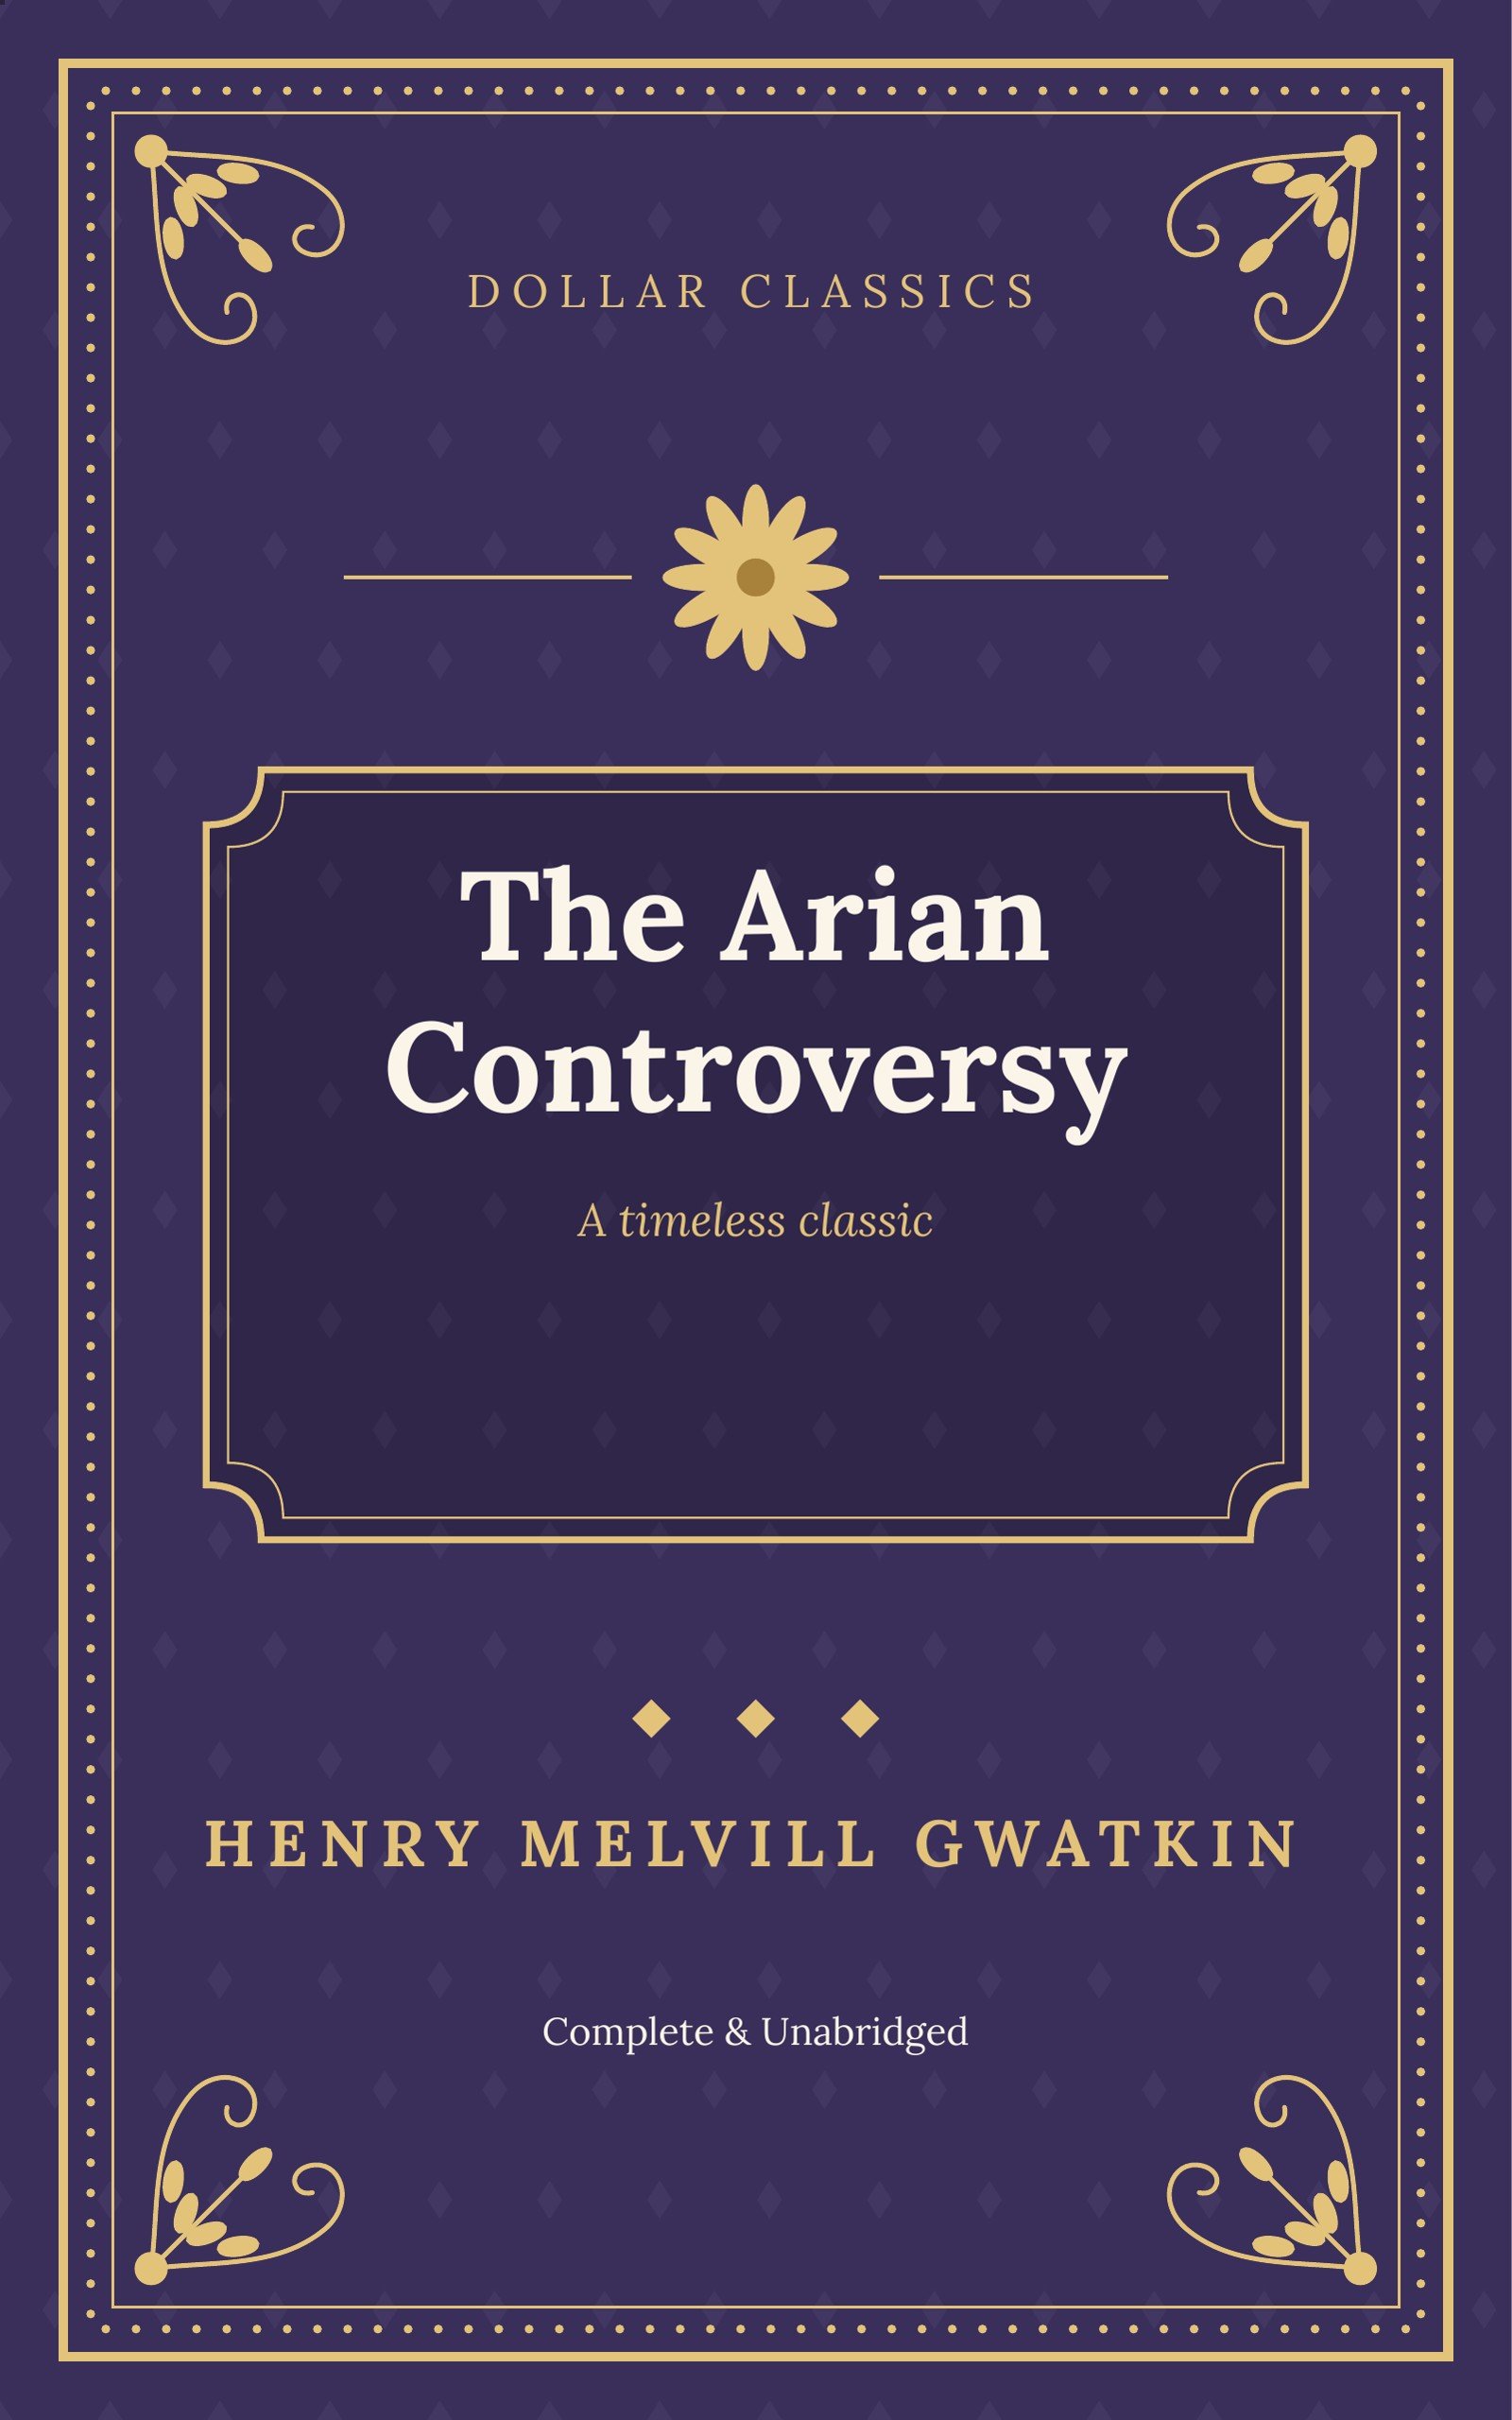 DOLLAR CLASSICS
The Arian
Controversy
A timeless classic
HENRY MELVILL GWATKIN
Complete & Unabridged